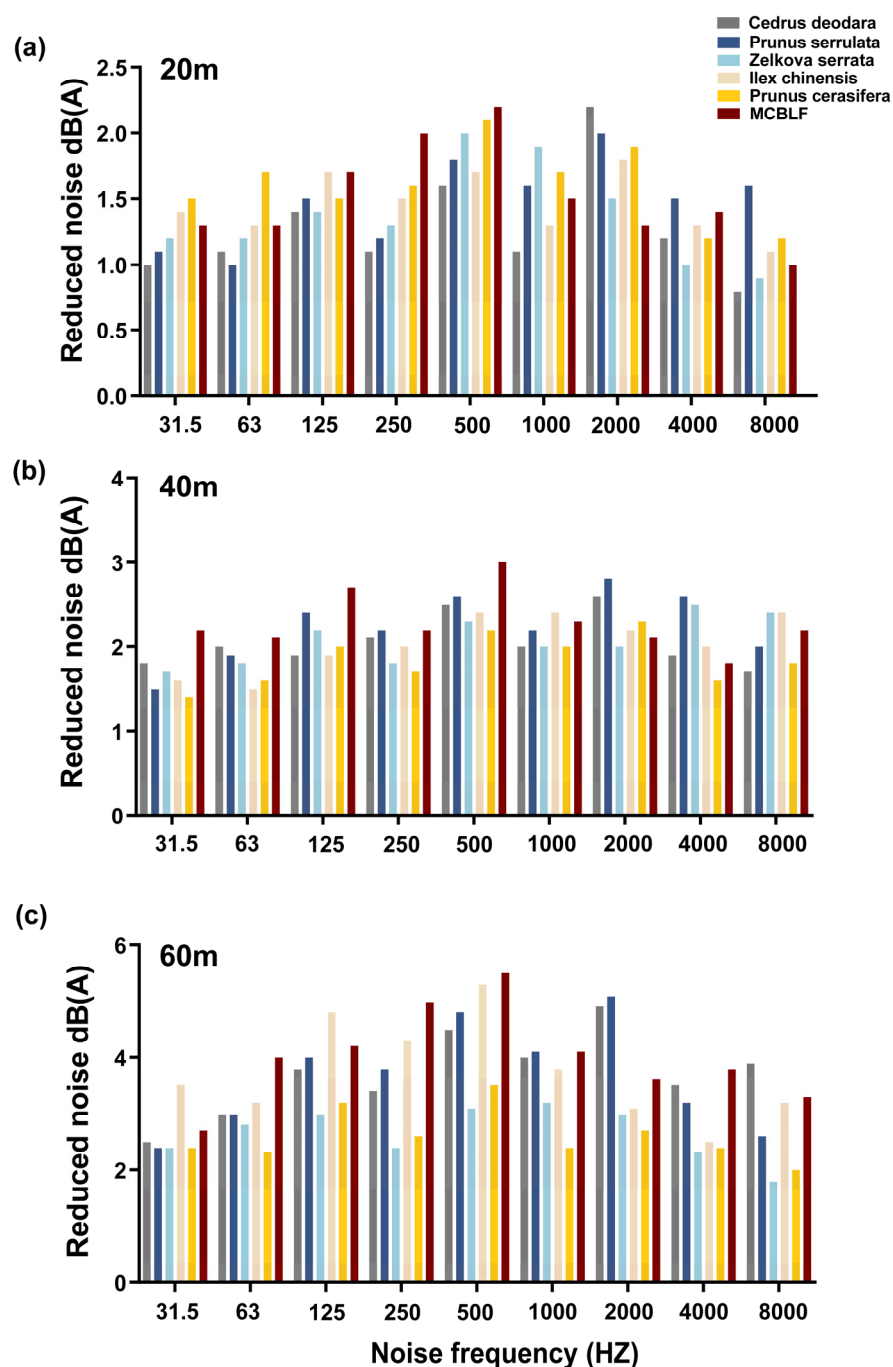 Cedrus deodara
Prunus serrulata
Zelkova serrata
Ilex chinensis
Prunus cerasifera
MCBLF
(a)
20m
Reduced noise dB(A)
2.5
2.0
1.5
1.0
0.5
0.0
31.5 63 125 250 500 1000 2000 4000 8000
(b)
40m
Reduced noise dB(A)
4
3
2
1
0
31.5 63 125 250 500 1000 2000 4000 8000
(c)
60m
Reduced noise dB(A)
6
4
2
0
31.5 63 125 250 500 1000 2000 4000 8000
Noise frequency (HZ)